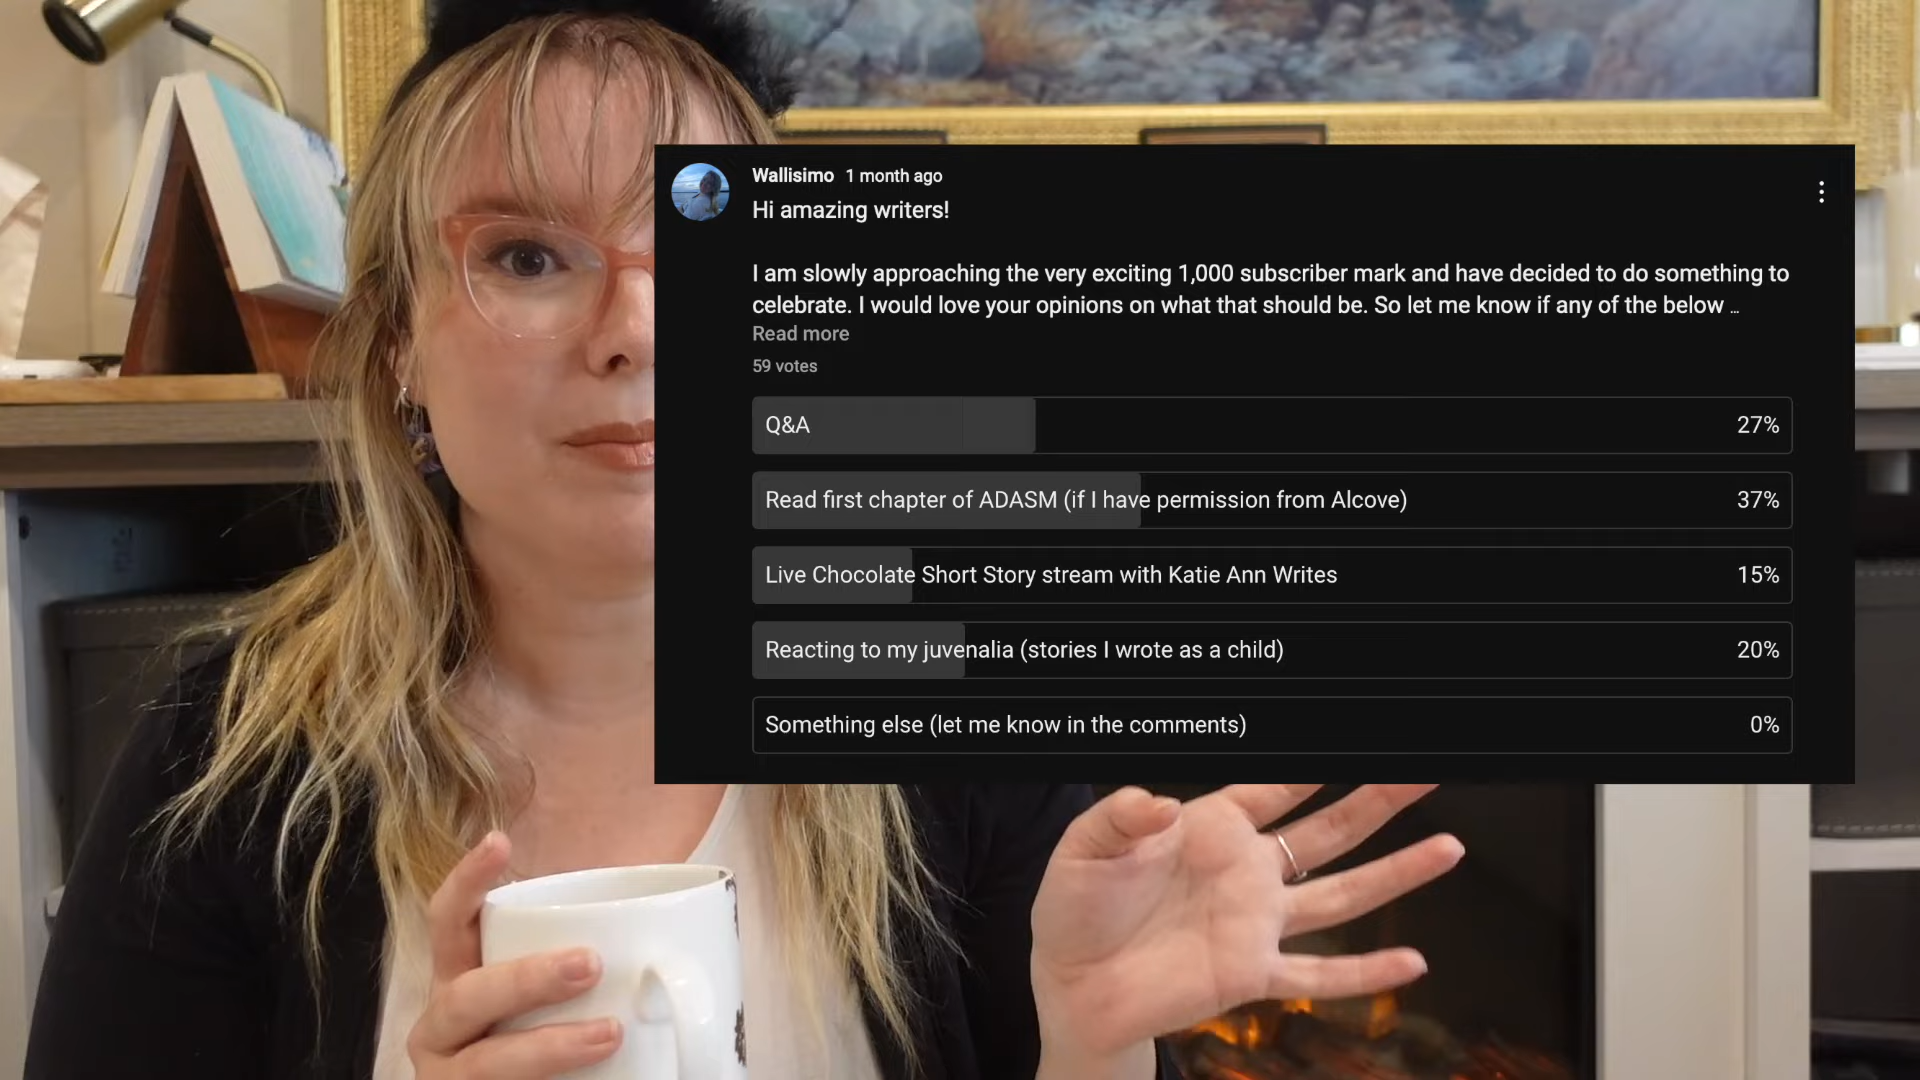 Wallisimo 1 month ago
Hi amazing writers!
I am slowly approaching the very exciting 1,000 subscriber mark and have decided to do something to
celebrate. I would love your opinions on what that should be. So let me know if any of the below ...
Read more
59 votes
Q&A 27%
Read first chapter of ADASM (if I have permission from Alcove) 37%
Live Chocolate Short Story stream with Katie Ann Writes 15%
Reacting to my juvenalia (stories I wrote as a child) 20%
Something else (let me know in the comments) 0%